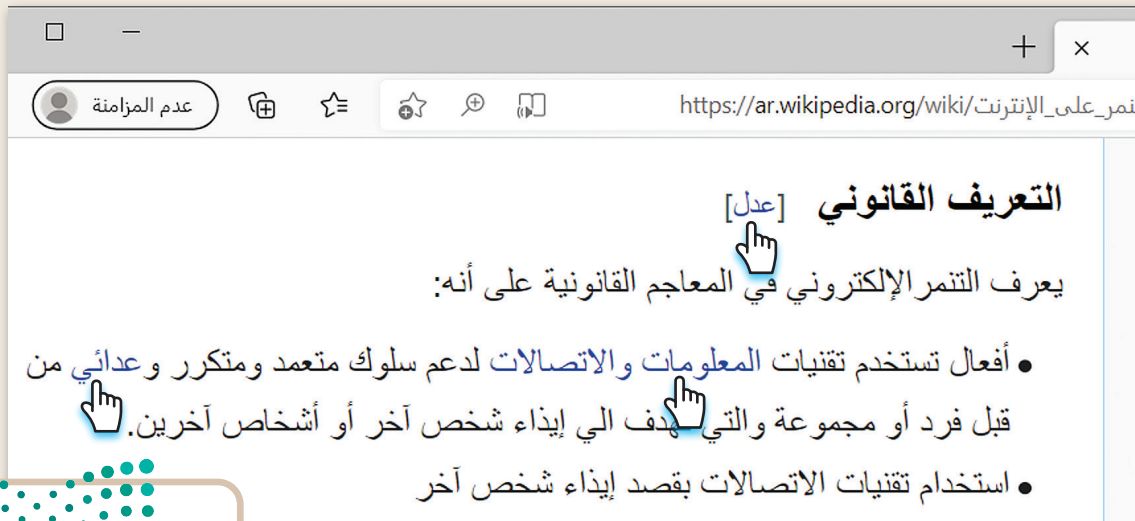 عدم المزامنة
https://ar.wikipedia.org/wiki/نمر_على_الإنترنت
التعريف القانوني [عدل]
يعرف التنمر الإلكتروني في المعاجم القانونية على أنه:
• أفعال تستخدم تقنيات المعلومات والاتصالات لدعم سلوك متعمد ومتكرر وعدائي من
قبل فرد أو مجموعة والتي تهدف الي إيذاء شخص آخر أو أشخاص آخرين.
• استخدام تقنيات الاتصالات بقصد إيذاء شخص آخر